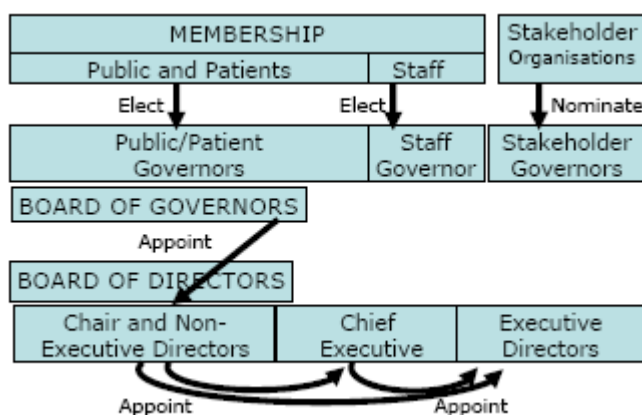 MEMBERSHIP
Public and Patients
Staff
Stakeholder
Organisations
Elect
Elect
Nominate
Public/Patient
Governors
Staff
Governor
Stakeholder
Governors
BOARD OF GOVERNORS
Appoint
BOARD OF DIRECTORS
Chair and Non-
Executive Directors
Chief
Executive
Executive
Directors
Appoint
Appoint